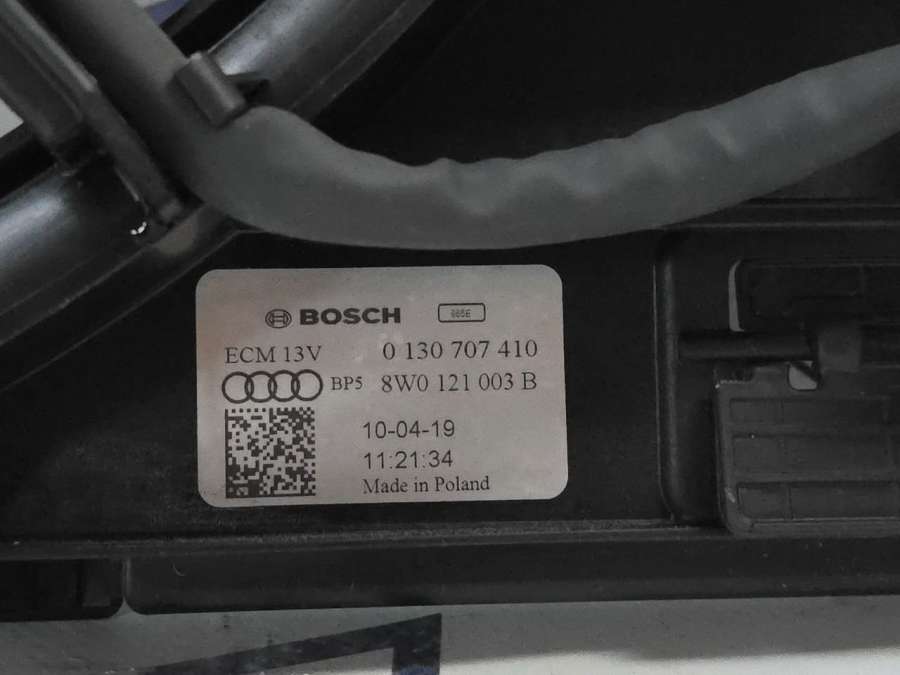 BOSCH
ECM 13V 0 130 707 410
BP5 8W0 121 003 B
10-04-19
11:21:34
Made in Poland